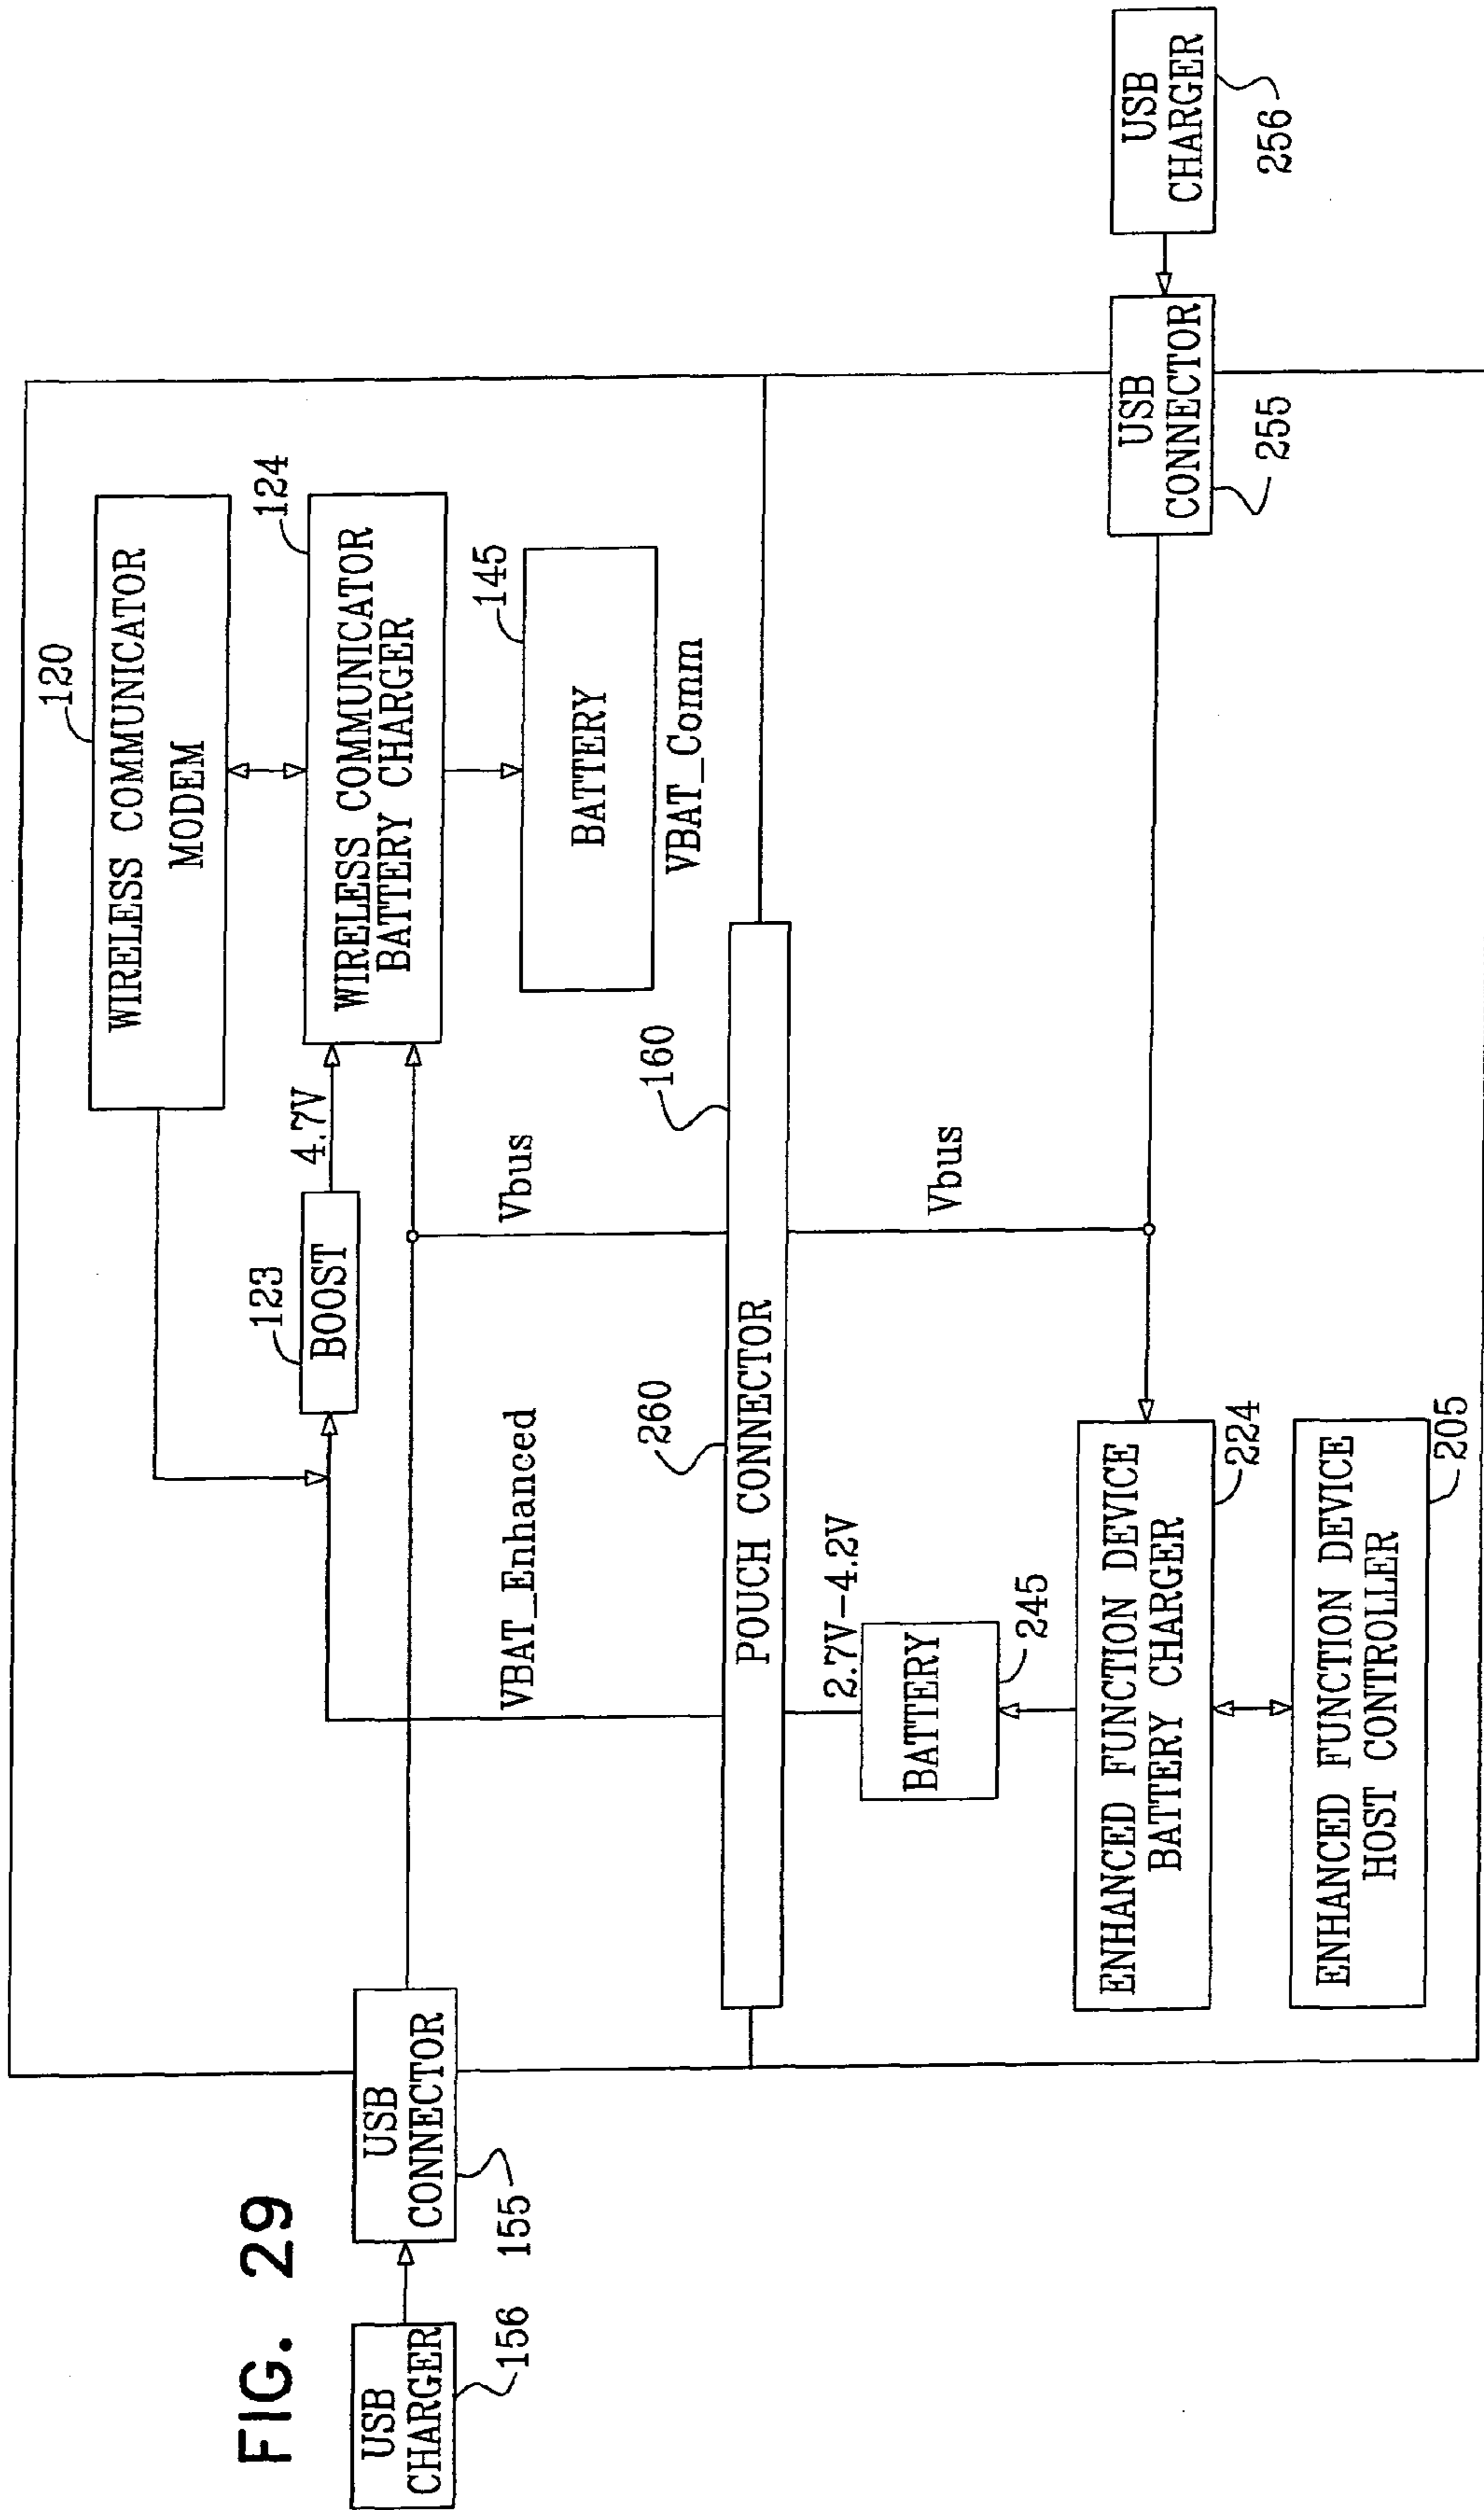 FIG. 29
USB
CHARGER
156
USB
CONNECTOR
155
WIRELESS COMMUNICATOR
MODEM
120
BOOST
123
4.7V
WIRELESS COMMUNICATOR
BATTERY CHARGER
124
BATTERY
145
VBAT_Comm
VBAT_Enhanced
Vbus
260
POUCH CONNECTOR
160
2.7V-4.2V
Vbus
BATTERY
245
ENHANCED FUNCTION DEVICE
BATTERY CHARGER
224
ENHANCED FUNCTION DEVICE
HOST CONTROLLER
205
USB
CONNECTOR
255
USB
CHARGER
256